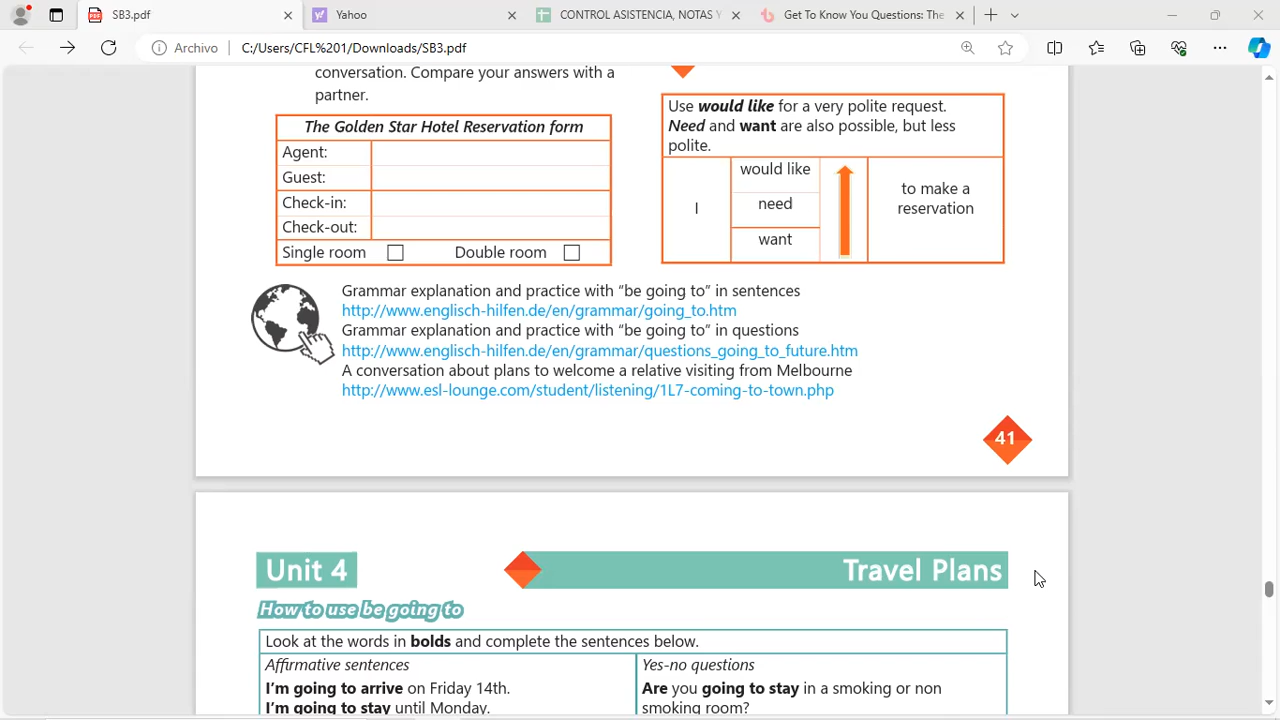 SB3.pdf
Yahoo
CONTROL ASISTENCIA, NOTAS Y
Get To Know You Questions: The
Archivo
C:/Users/CFL%201/Downloads/SB3.pdf
conversation. Compare your answers with a
partner.
The Golden Star Hotel Reservation form
Agent:
Guest:
Check-in:
Check-out:
Single room
Double room
Use would like for a very polite request.
Need and want are also possible, but less
polite.
I
would like
need
want
to make a
reservation
Grammar explanation and practice with “be going to” in sentences
http://www.englisch-hilfen.de/en/grammar/going_to.htm
Grammar explanation and practice with “be going to” in questions
http://www.englisch-hilfen.de/en/grammar/questions_going_to_future.htm
A conversation about plans to welcome a relative visiting from Melbourne
http://www.esl-lounge.com/student/listening/1L7-coming-to-town.php
41
Unit 4
Travel Plans
How to use be going to
Look at the words in bolds and complete the sentences below.
Affirmative sentences
I’m going to arrive on Friday 14th.
I’m going to stay until Monday.
Yes-no questions
Are you going to stay in a smoking or non
smoking room?